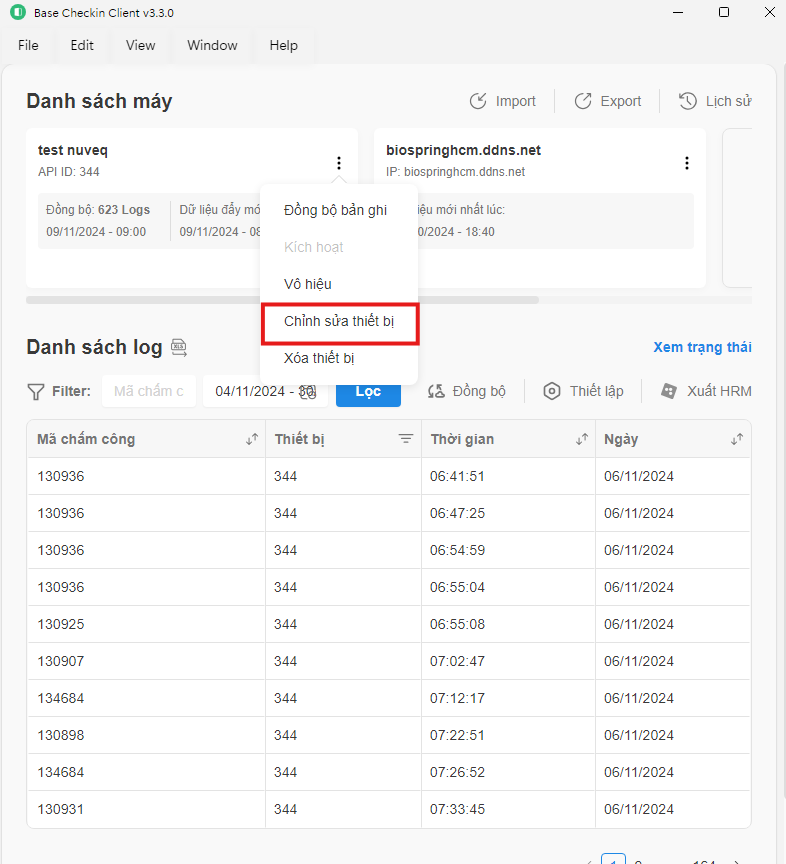 Base Checkin Client v3.3.0
File Edit View Window Help
Danh sách máy
Import Export Lịch sử
test nuveq
API ID: 344
Đồng bộ: 623 Logs
09/11/2024 - 09:00
Dữ liệu đẩy mớ
09/11/2024 - 08
biospringhcm.ddns.net
IP: biospringhcm.ddns.net
iệu mới nhất lúc:
0/2024 - 18:40
Đồng bộ bản ghi
Kích hoạt
Vô hiệu
Chỉnh sửa thiết bị
Xóa thiết bị
Danh sách log XLS
Xem trạng thái
Filter: Mã chấm c 04/11/2024 - 30 Lọc Đồng bộ Thiết lập Xuất HRM
Mã chấm công Thiết bị Thời gian Ngày
130936 344 06:41:51 06/11/2024
130936 344 06:47:25 06/11/2024
130936 344 06:54:59 06/11/2024
130936 344 06:55:04 06/11/2024
130925 344 06:55:08 06/11/2024
130907 344 07:02:47 06/11/2024
134684 344 07:12:17 06/11/2024
130898 344 07:22:51 06/11/2024
134684 344 07:26:52 06/11/2024
130931 344 07:33:45 06/11/2024